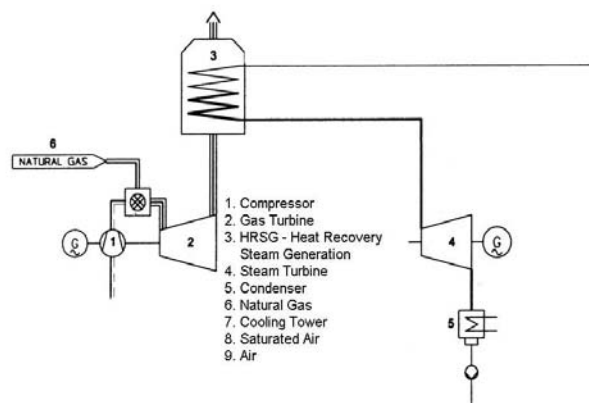 3
6
NATURAL GAS
G
1
2
1. Compressor
2. Gas Turbine
3. HRSG - Heat Recovery
Steam Generation
4. Steam Turbine
5. Condenser
6. Natural Gas
7. Cooling Tower
8. Saturated Air
9. Air
4
G
5